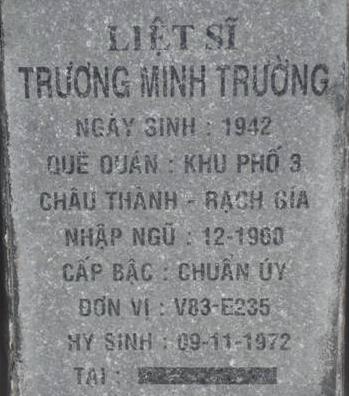 LIỆT SĨ
TRƯƠNG MINH TRƯỜNG
NGÀY SINH : 1942
QUÊ QUÁN : KHU PHỐ 3
CHÂU THÀNH - RẠCH GIA
NHẬP NGŨ : 12-1960
CẤP BẬC : CHUẨN ÚY
ĐƠN VỊ : V83-E235
HY SINH : 09-11-1972
TẠI :